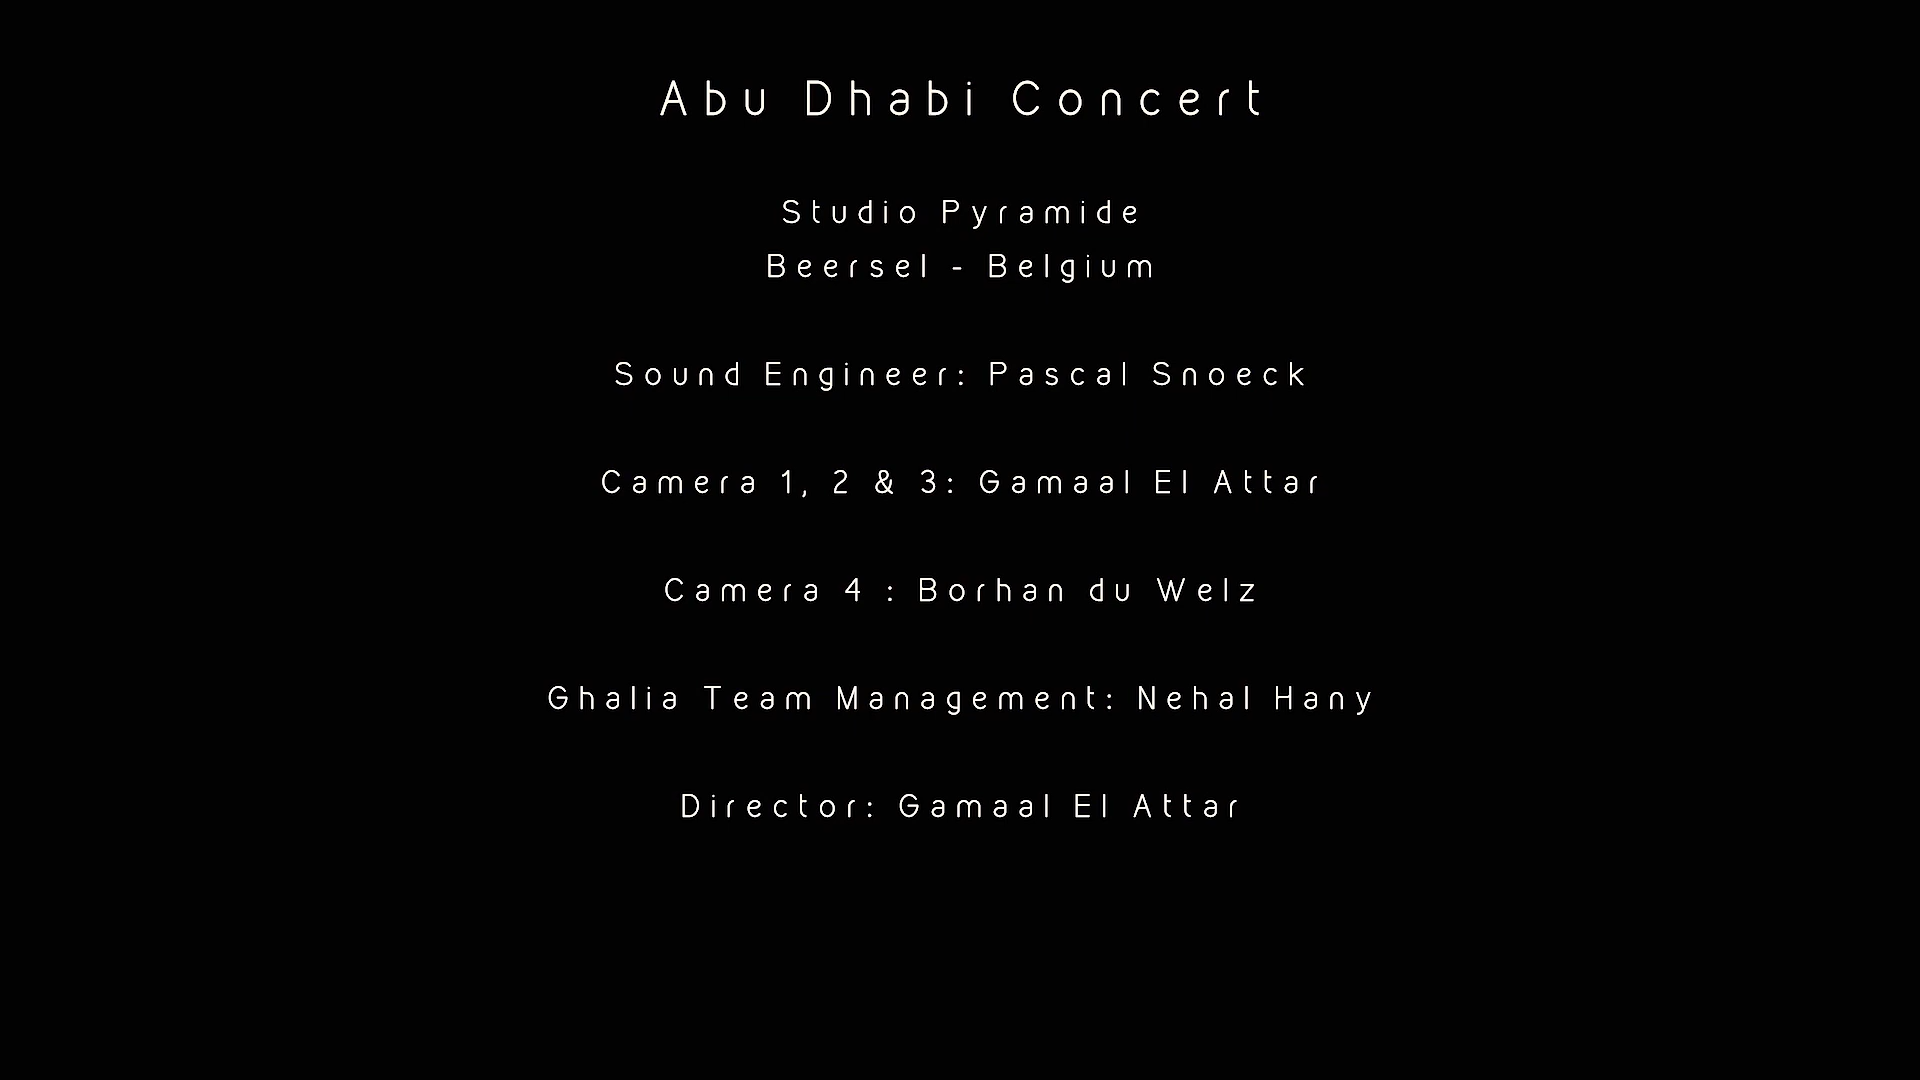 Abu Dhabi Concert
Studio Pyramide
Beersel - Belgium
Sound Engineer: Pascal Snoeck
Camera 1, 2 & 3: Gamaal El Attar
Camera 4 : Borhan du Welz
Ghalia Team Management: Nehal Hany
Director: Gamaal El Attar